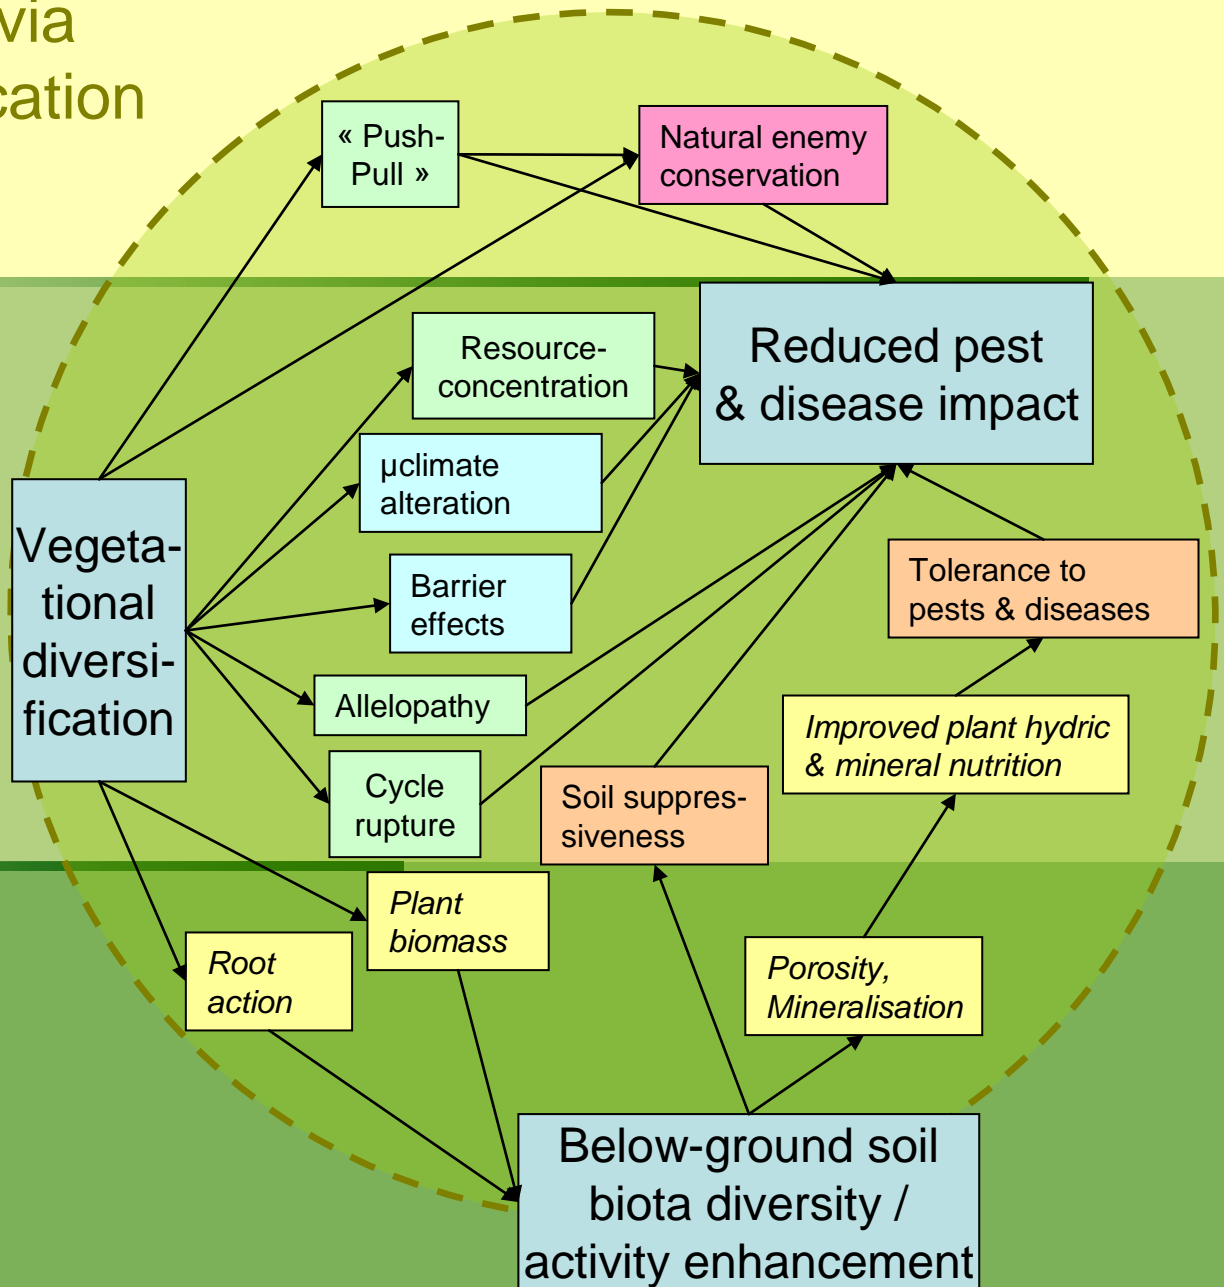 via
cation
« Push-
Pull »
Natural enemy
conservation
Resource-
concentration
Reduced pest
& disease impact
µclimate
alteration
Vegeta-
tional
diversi-
fication
Barrier
effects
Tolerance to
pests & diseases
Allelopathy
Improved plant hydric
& mineral nutrition
Cycle
rupture
Soil suppres-
siveness
Plant
biomass
Root
action
Porosity,
Mineralisation
Below-ground soil
biota diversity /
activity enhancement